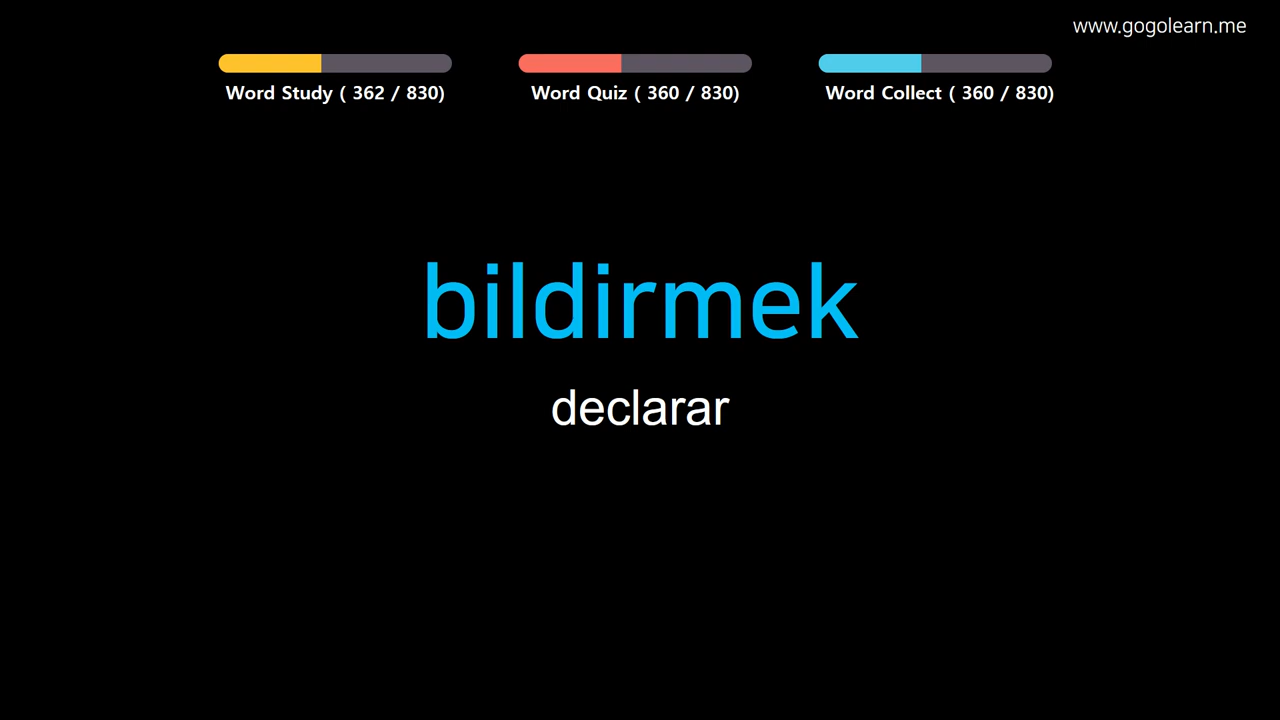 www.gogolearn.me
Word Study ( 362 / 830)
Word Quiz ( 360 / 830)
Word Collect ( 360 / 830)
bildirmek
declarar